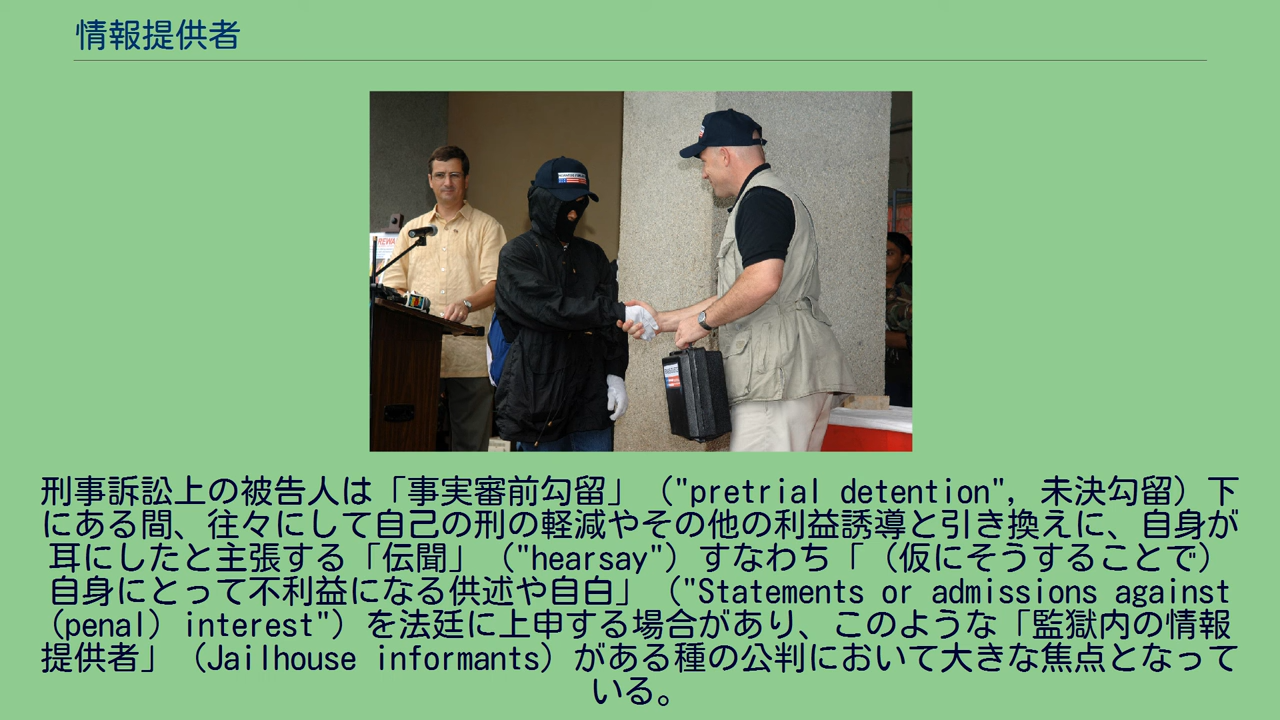 情報提供者
REWA
刑事訴訟上の被告人は「事実審前勾留」（"pretrial detention", 未決勾留）下
にある間、往々にして自己の刑の軽減やその他の利益誘導と引き換えに、自身が
耳にしたと主張する「伝聞」（"hearsay"）すなわち「（仮にそうすることで）
自身にとって不利益になる供述や自白」（"Statements or admissions against
（penal） interest"）を法廷に上申する場合があり、このような「監獄内の情報
提供者」（Jailhouse informants）がある種の公判において大きな焦点となって
いる。